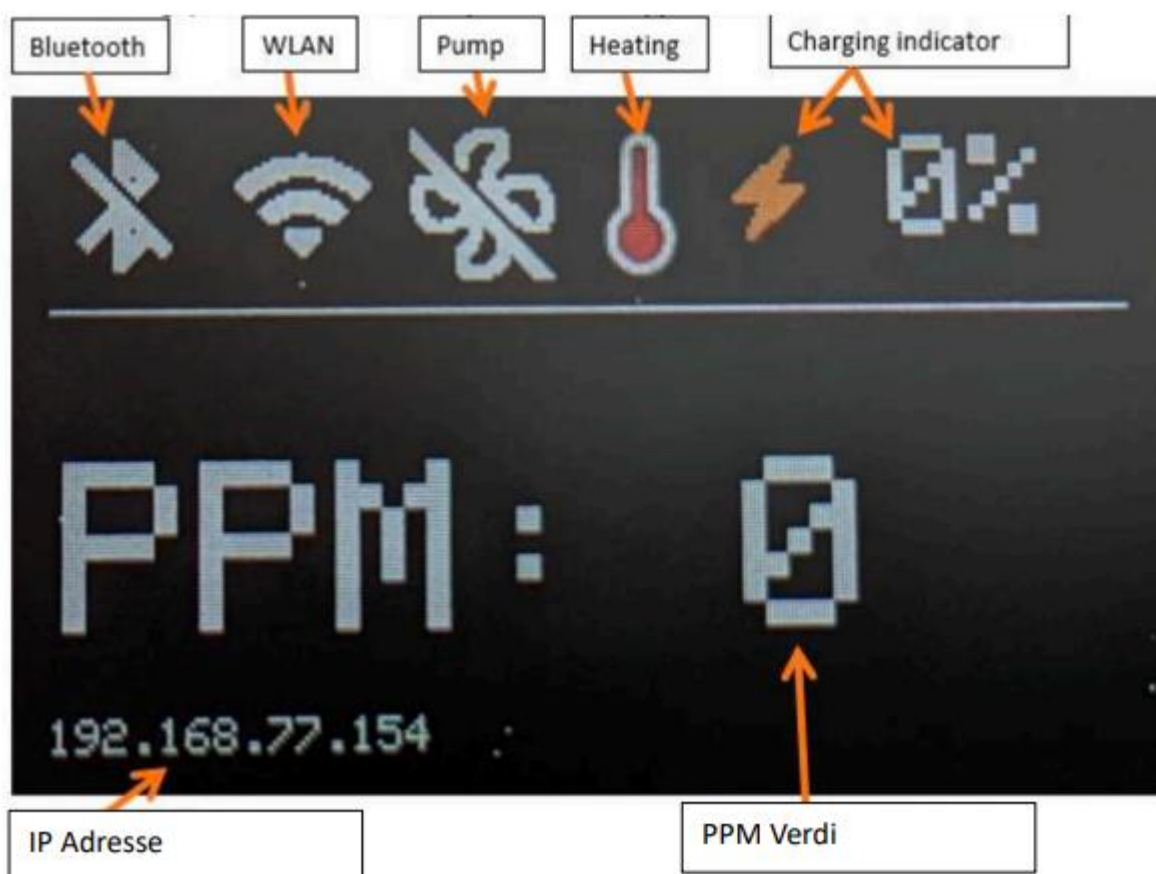 Bluetooth
WLAN
Pump
Heating
Charging indicator
0%
PPM: 0
192.168.77.154
IP Adresse
PPM Verdi